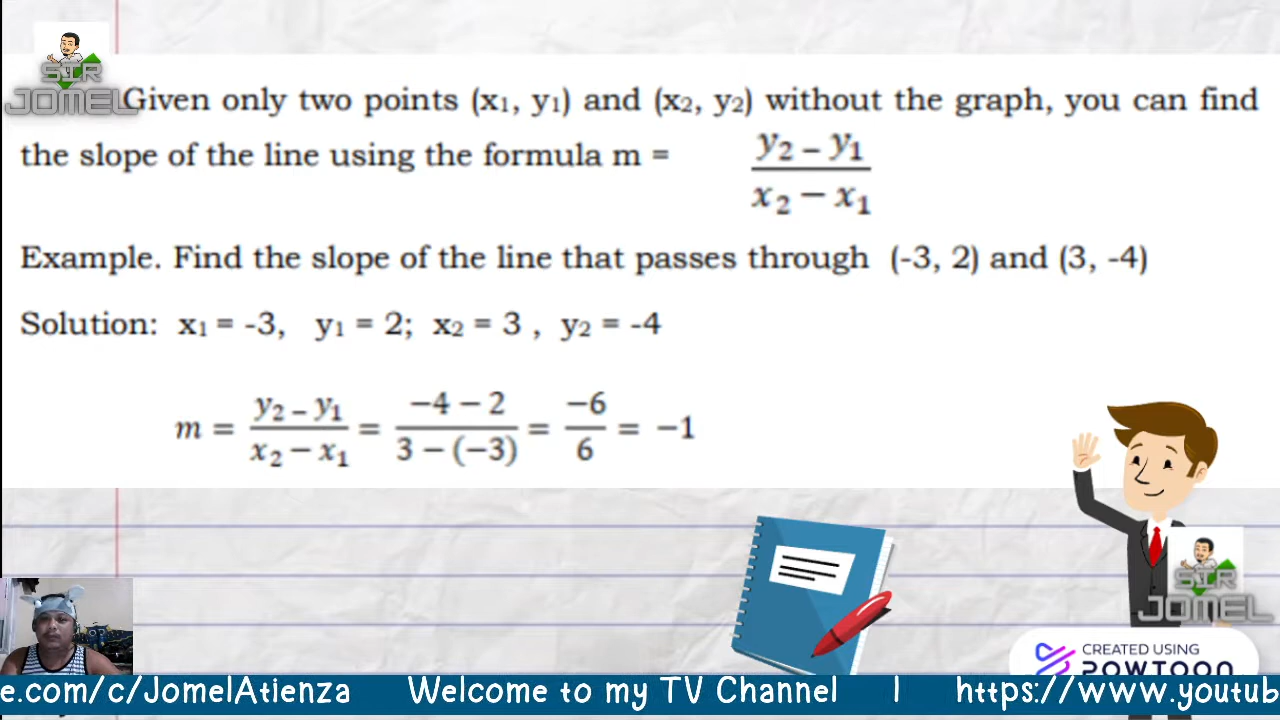 SIR
JOMEL
Given only two points (x1, y1) and (x2, y2) without the graph, you can find
the slope of the line using the formula m = y2 – y1 / x2 − x1
Example. Find the slope of the line that passes through (-3, 2) and (3, -4)
Solution: x1 = -3, y1 = 2; x2 = 3 , y2 = -4
m = y2 – y1 / x2 − x1 = −4 − 2 / 3 − (−3) = −6 / 6 = −1
SIR
JOMEL
CREATED USING
POWTOON
e.com/c/JomelAtienza Welcome to my TV Channel | https://www.youtub